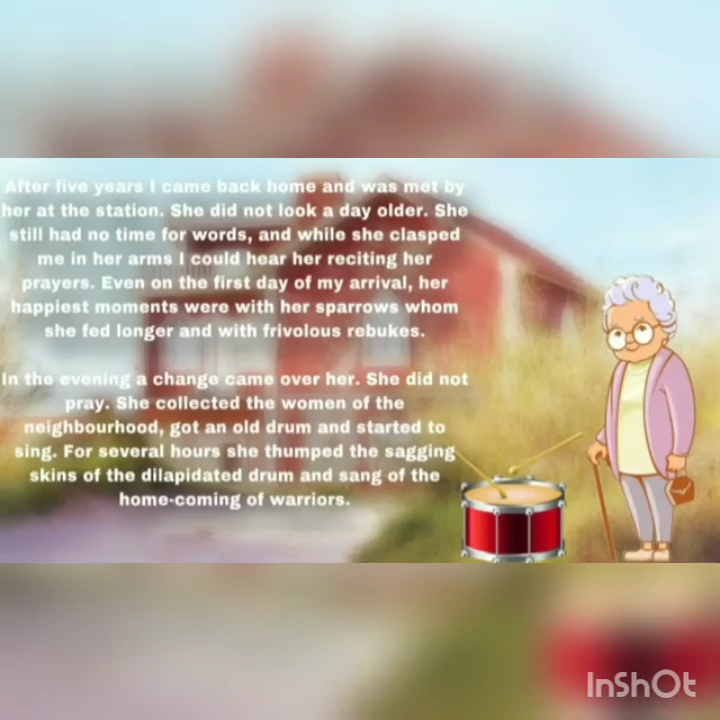 After five years I came back home and was met by
her at the station. She did not look a day older. She
still had no time for words, and while she clasped
me in her arms I could hear her reciting her
prayers. Even on the first day of my arrival, her
happiest moments were with her sparrows whom
she fed longer and with frivolous rebukes.
In the evening a change came over her. She did not
pray. She collected the women of the
neighbourhood, got an old drum and started to
sing. For several hours she thumped the sagging
skins of the dilapidated drum and sang of the
home-coming of warriors.
InShOt